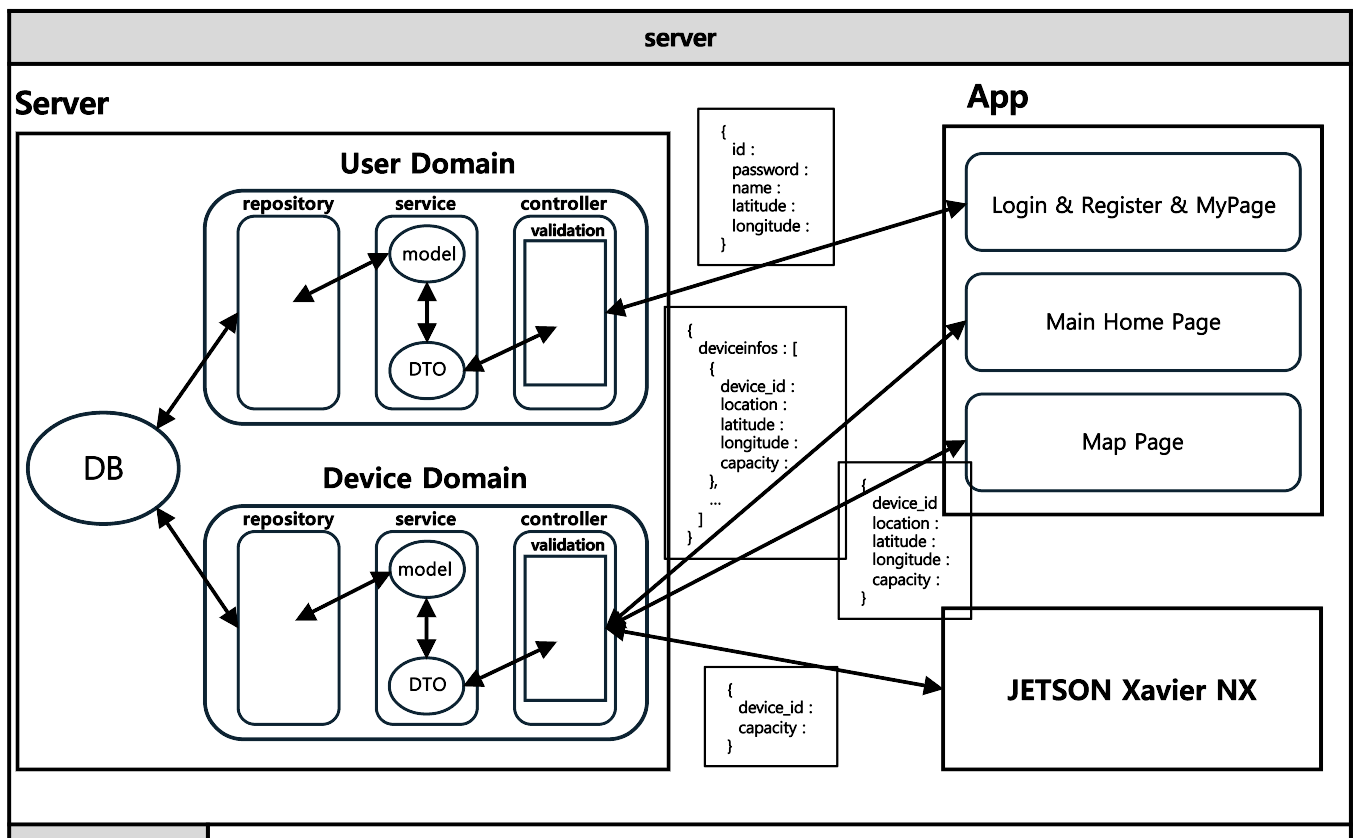 server
Server
User Domain
repository
service
controller
validation
model
DTO
DB
Device Domain
repository
service
controller
validation
model
DTO
{
id :
password :
name :
latitude :
longitude :
}
{
deviceinfos : [
{
device_id :
location :
latitude :
longitude :
capacity :
},
...
]
}
{
device_id
location :
latitude :
longitude :
capacity :
}
{
device_id :
capacity :
}
App
Login & Register & MyPage
Main Home Page
Map Page
JETSON Xavier NX